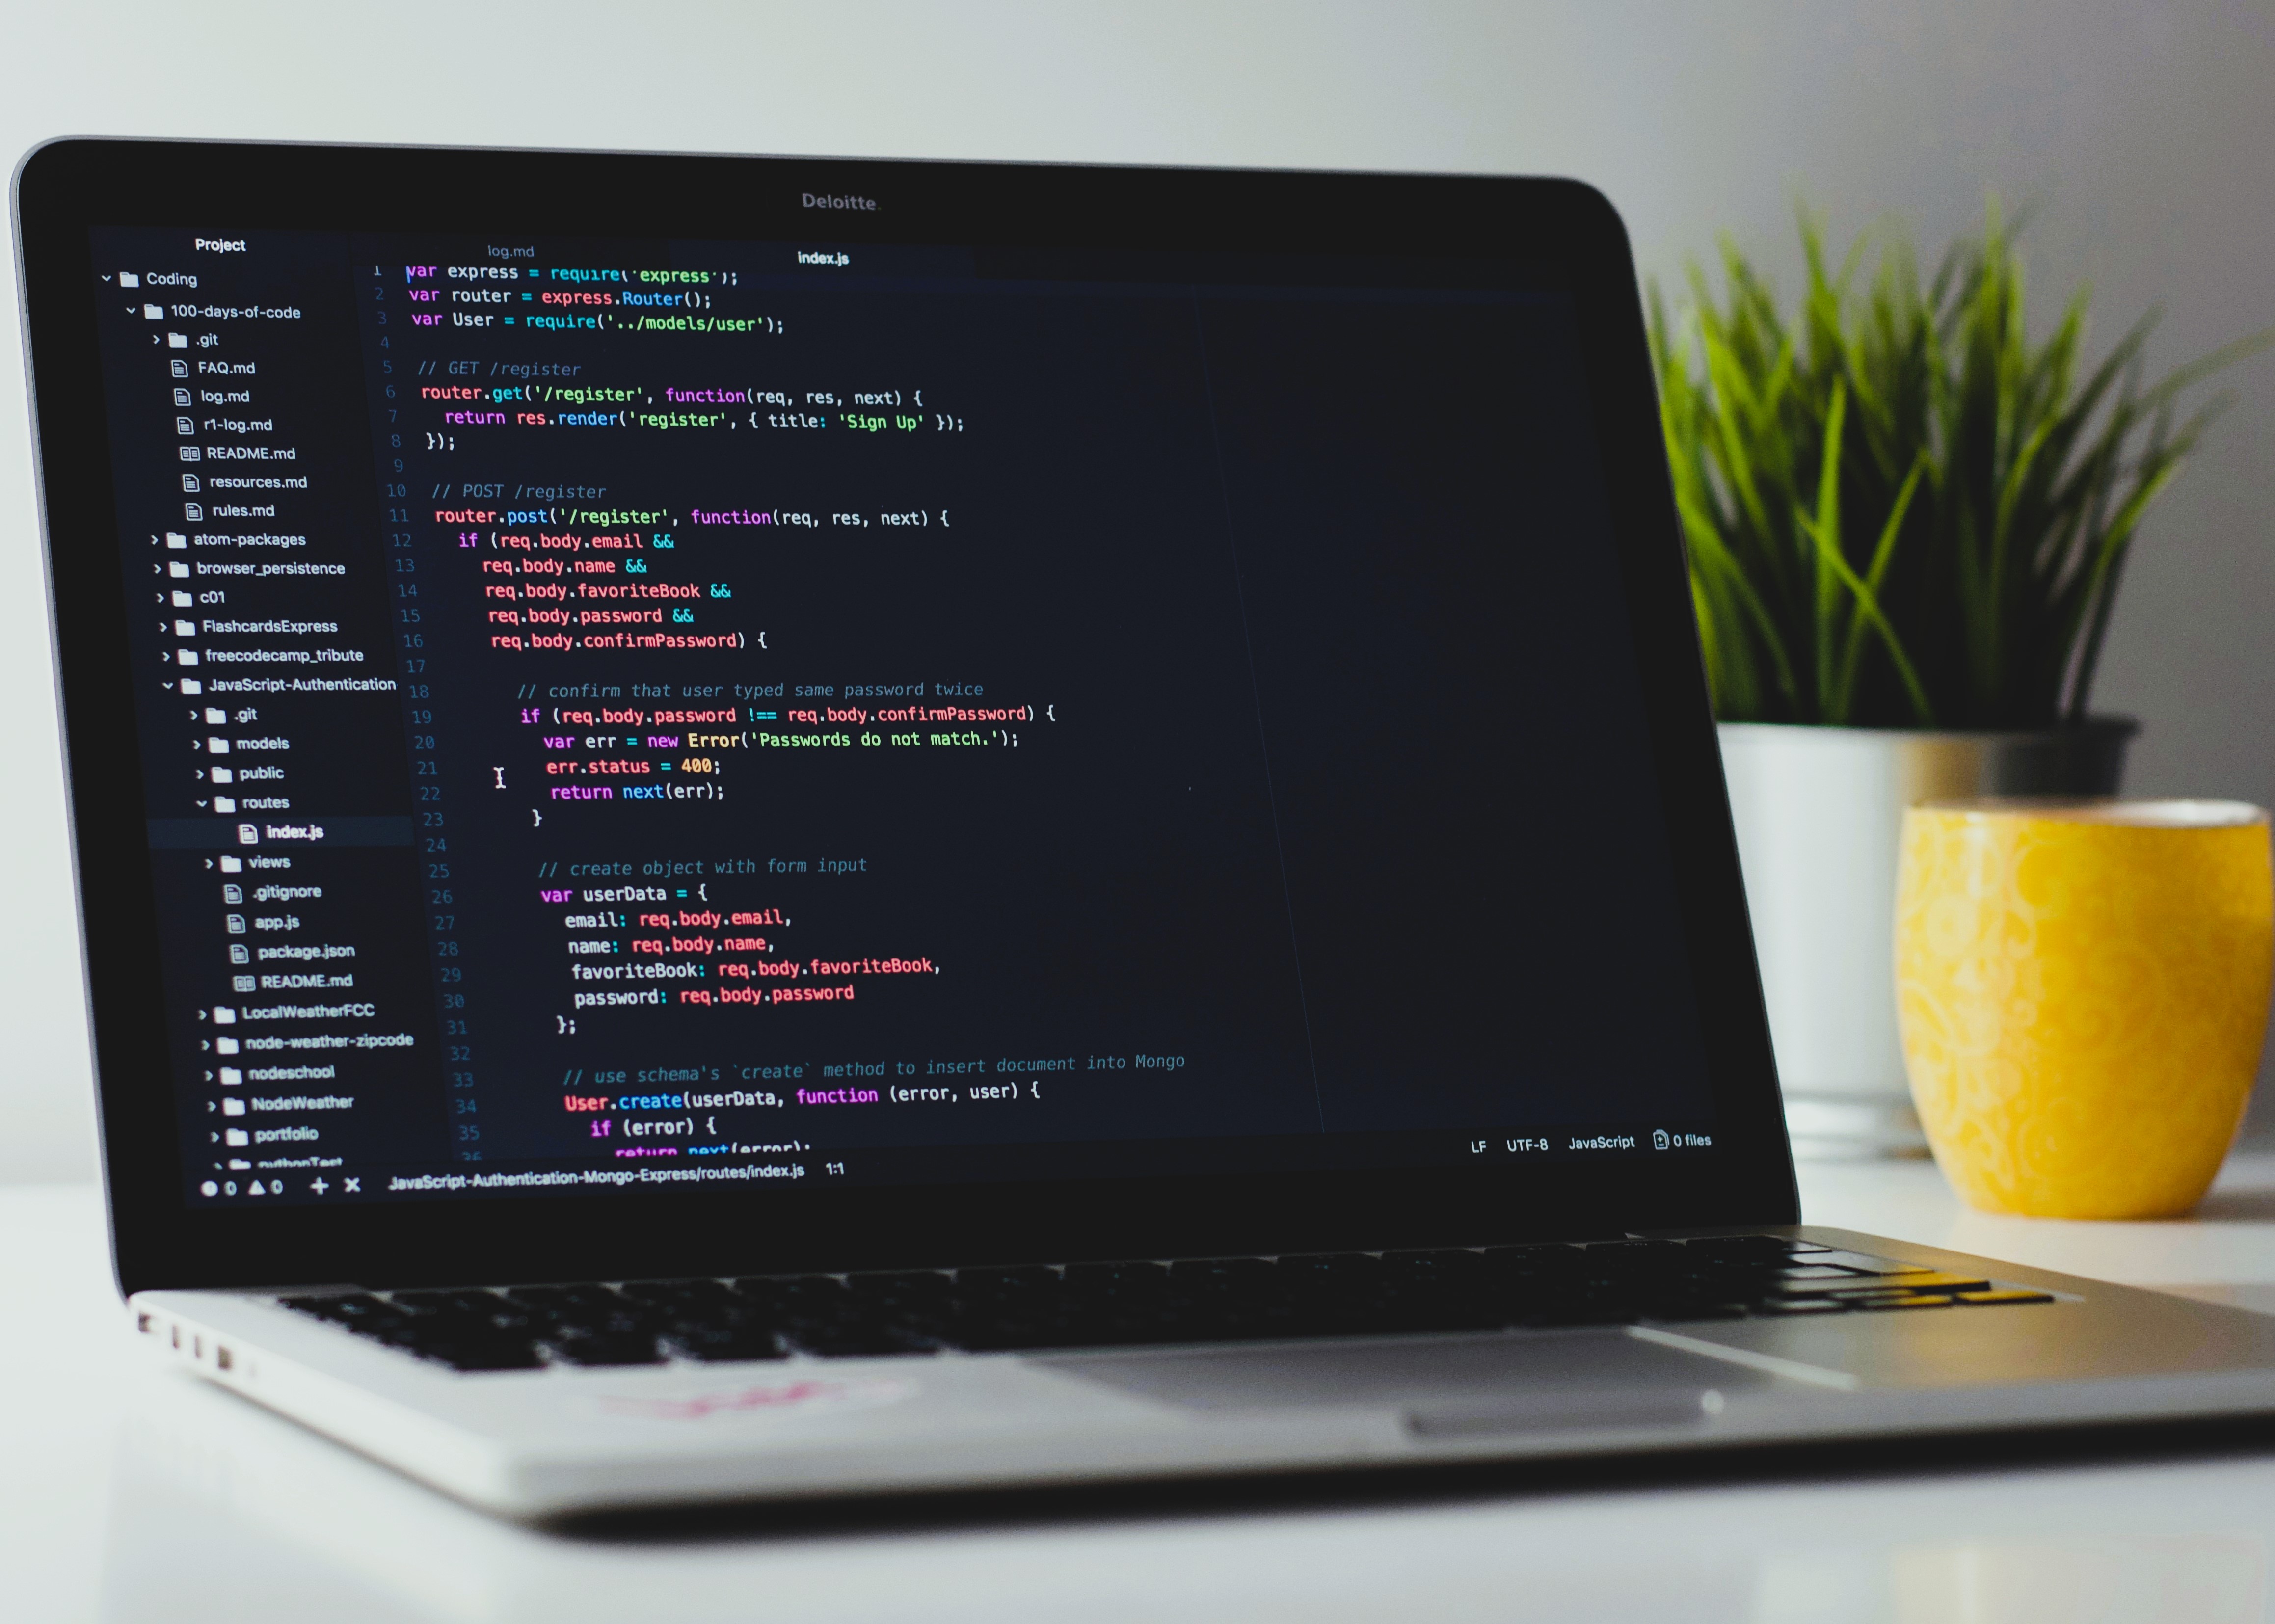 Deloitte.
Project
Coding
100-days-of-code
.git
FAQ.md
log.md
r1-log.md
README.md
resources.md
rules.md
atom-packages
browser_persistence
c01
FlashcardsExpress
freecodecamp_tribute
JavaScript-Authentication
.git
models
public
routes
index.js
views
.gitignore
app.js
package.json
README.md
LocalWeatherFCC
node-weather-zipcode
nodeschool
NodeWeather
portfolio
pythonTest
log.md
index.js
1 var express = require('express');
2 var router = express.Router();
3 var User = require('../models/user');
4
5 // GET /register
6 router.get('/register', function(req, res, next) {
7 return res.render('register', { title: 'Sign Up' });
8 });
9
10 // POST /register
11 router.post('/register', function(req, res, next) {
12 if (req.body.email &&
13 req.body.name &&
14 req.body.favoriteBook &&
15 req.body.password &&
16 req.body.confirmPassword) {
17
18 // confirm that user typed same password twice
19 if (req.body.password !== req.body.confirmPassword) {
20 var err = new Error('Passwords do not match.');
21 err.status = 400;
22 return next(err);
23 }
24
25 // create object with form input
26 var userData = {
27 email: req.body.email,
28 name: req.body.name,
29 favoriteBook: req.body.favoriteBook,
30 password: req.body.password
31 };
32
33 // use schema's `create` method to insert document into Mongo
34 User.create(userData, function (error, user) {
35 if (error) {
36 return next(error);
0 0 + × JavaScript-Authentication-Mongo-Express/routes/index.js 1:1
LF UTF-8 JavaScript 0 files